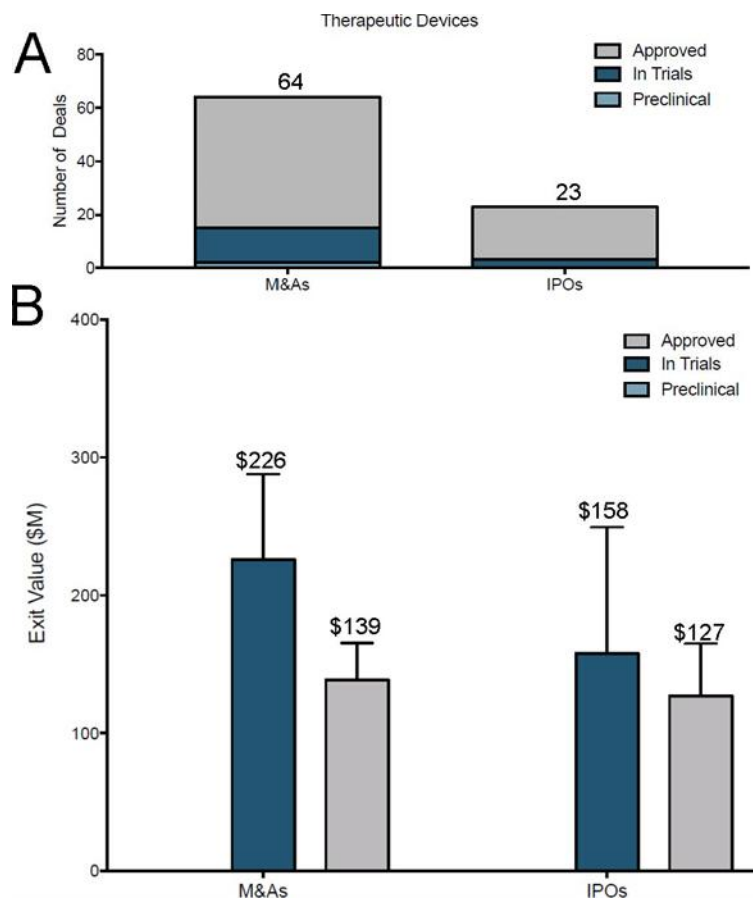 A
Therapeutic Devices
Number of Deals
80
60
40
20
0
64
23
Approved
In Trials
Preclinical
M&As
IPOs
B
Exit Value ($M)
400
300
200
100
0
Approved
In Trials
Preclinical
$226
$139
$158
$127
M&As
IPOs